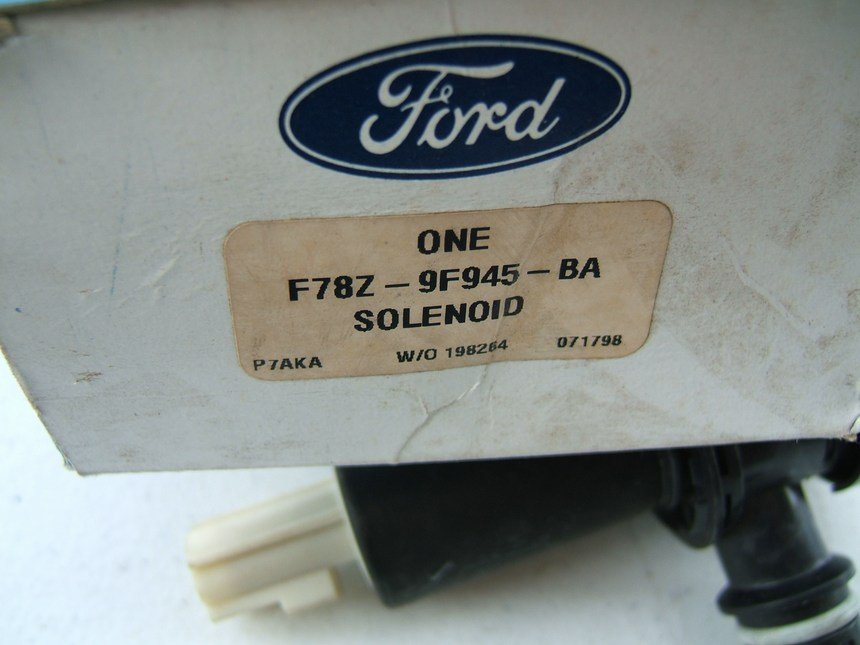 Ford
ONE
F78Z-9F945-BA
SOLENOID
P7AKA W/O 198264 071798